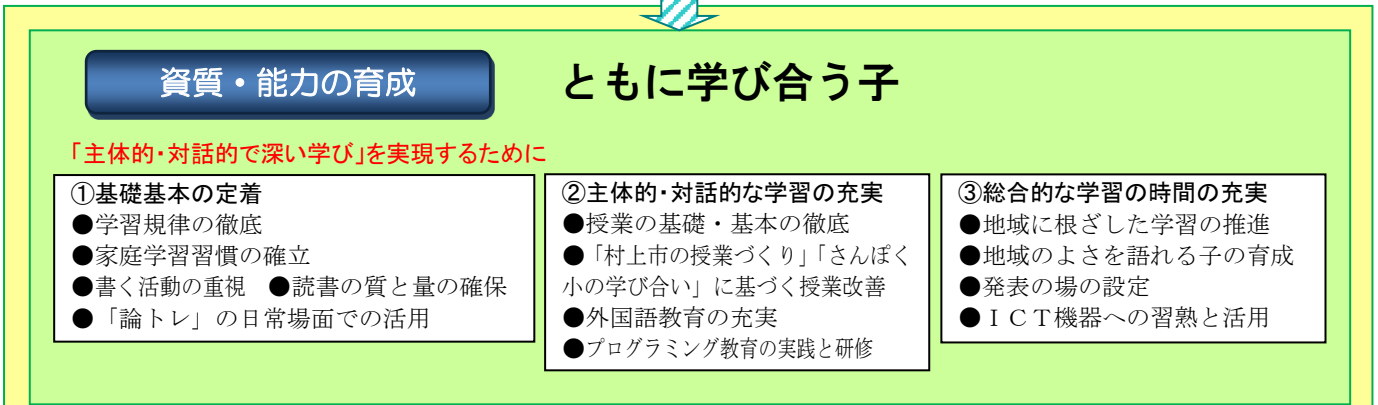 資質・能力の育成
ともに学び合う子
「主体的・対話的で深い学び」を実現するために
①基礎基本の定着
●学習規律の徹底
●家庭学習習慣の確立
●書く活動の重視　●読書の質と量の確保
●「論トレ」の日常場面での活用
②主体的・対話的な学習の充実
●授業の基礎・基本の徹底
●「村上市の授業づくり」「さんぽく
小の学び合い」に基づく授業改善
●外国語教育の充実
●プログラミング教育の実践と研修
③総合的な学習の時間の充実
●地域に根ざした学習の推進
●地域のよさを語れる子の育成
●発表の場の設定
●ＩＣＴ機器への習熟と活用